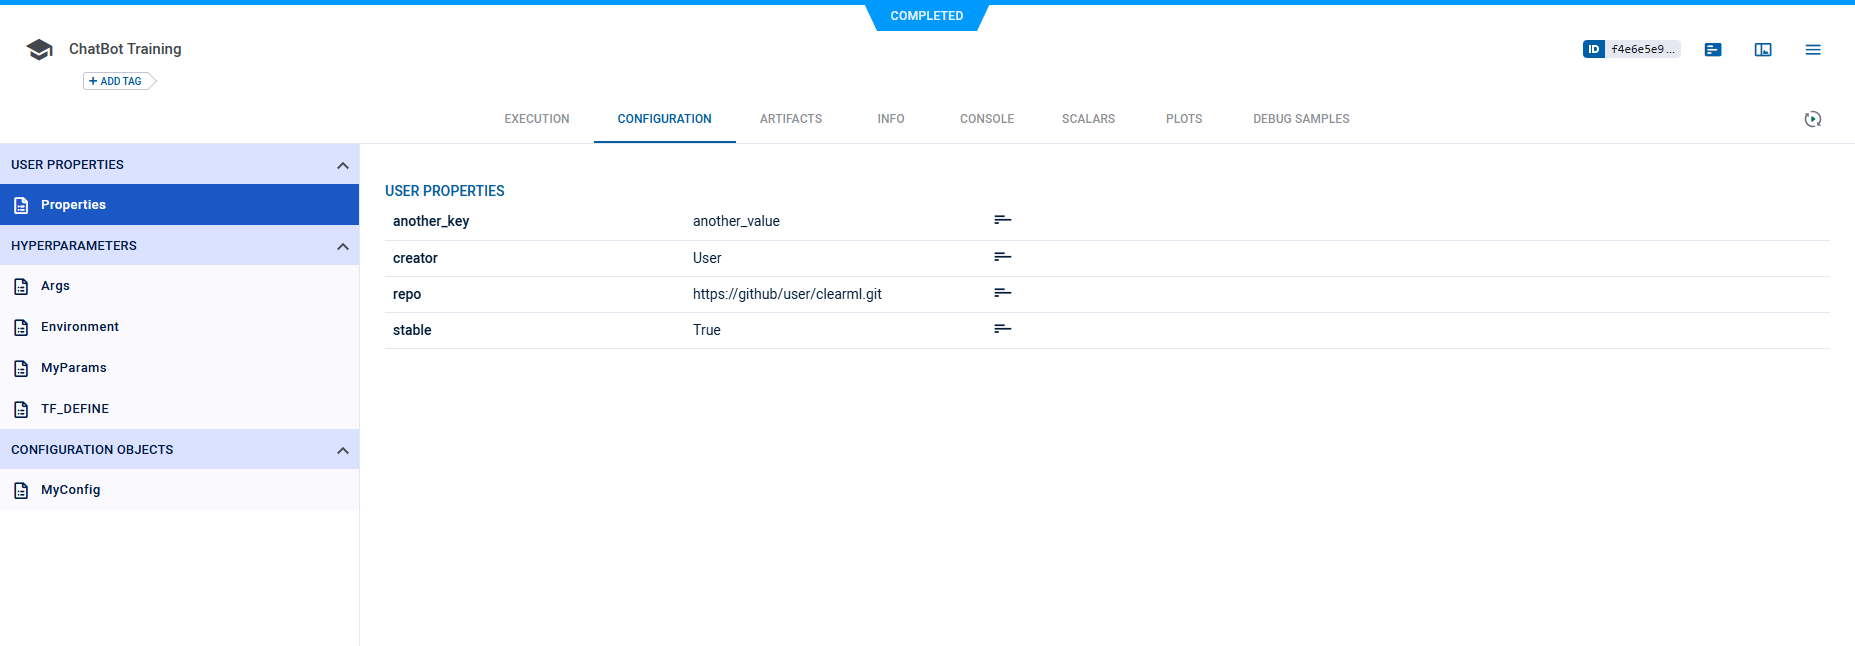 COMPLETED
ChatBot Training
ID f4e6e5e9...
+ ADD TAG
EXECUTION CONFIGURATION ARTIFACTS INFO CONSOLE SCALARS PLOTS DEBUG SAMPLES
USER PROPERTIES
Properties
HYPERPARAMETERS
Args
Environment
MyParams
TF_DEFINE
CONFIGURATION OBJECTS
MyConfig
USER PROPERTIES
another_key another_value
creator User
repo https://github/user/clearml.git
stable True